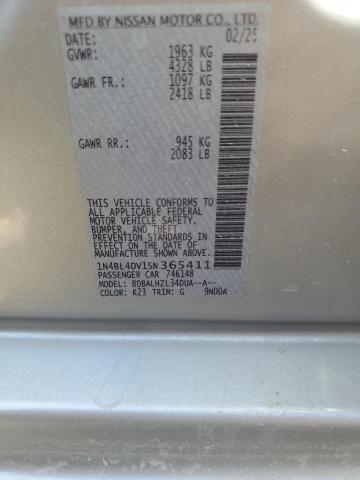 MFD BY NISSAN MOTOR CO., LTD.
DATE: 02/25
GVWR: 1963 KG
4328 LB
GAWR FR.: 1097 KG
2418 LB
GAWR RR.: 945 KG
2083 LB
THIS VEHICLE CONFORMS TO
ALL APPLICABLE FEDERAL
MOTOR VEHICLE SAFETY,
BUMPER, AND THEFT
PREVENTION STANDARDS IN
EFFECT ON THE DATE OF
MANUFACTURE SHOWN ABOVE.
1N4BL4DV1SN365411
PASSENGER CAR 746148
MODEL: BDBALHZL34DUA--A--
COLOR: K23 TRIM: G 9N0GA